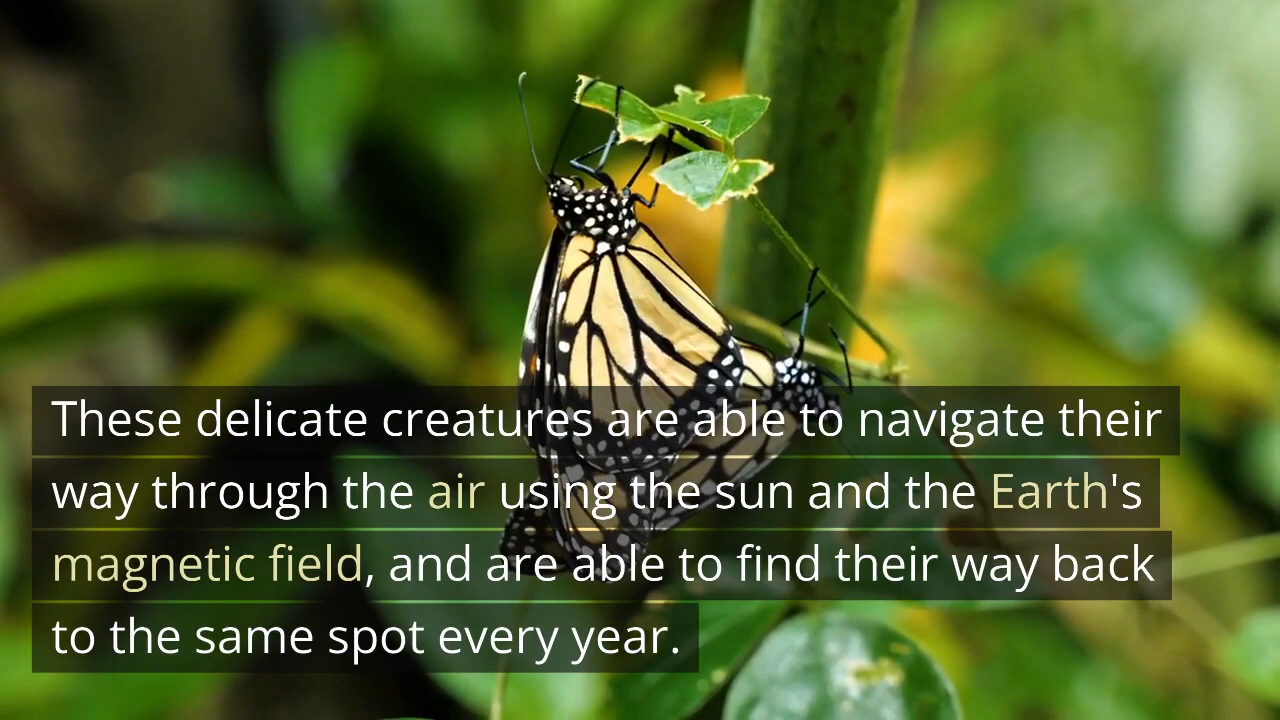 These delicate creatures are able to navigate their
way through the air using the sun and the Earth's
magnetic field, and are able to find their way back
to the same spot every year.